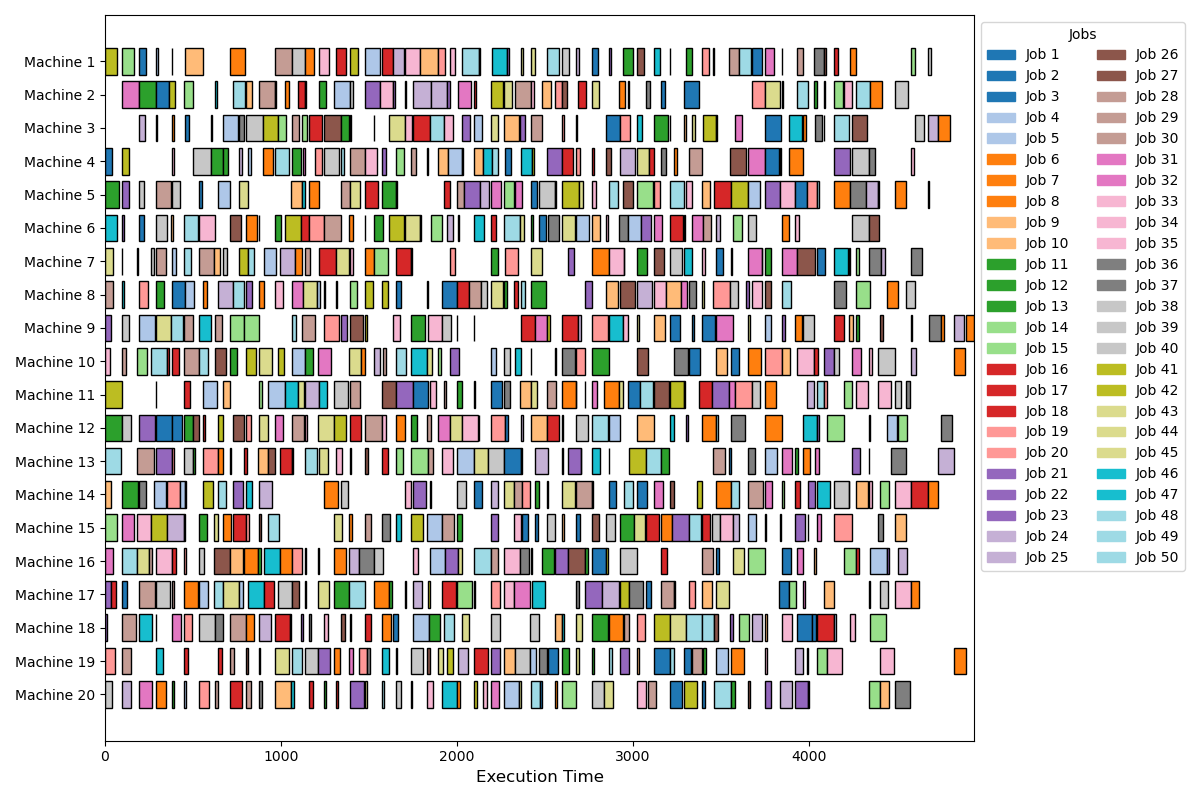 Machine 1
Machine 2
Machine 3
Machine 4
Machine 5
Machine 6
Machine 7
Machine 8
Machine 9
Machine 10
Machine 11
Machine 12
Machine 13
Machine 14
Machine 15
Machine 16
Machine 17
Machine 18
Machine 19
Machine 20
0 1000 2000 3000 4000
Execution Time
Jobs
Job 1 Job 26
Job 2 Job 27
Job 3 Job 28
Job 4 Job 29
Job 5 Job 30
Job 6 Job 31
Job 7 Job 32
Job 8 Job 33
Job 9 Job 34
Job 10 Job 35
Job 11 Job 36
Job 12 Job 37
Job 13 Job 38
Job 14 Job 39
Job 15 Job 40
Job 16 Job 41
Job 17 Job 42
Job 18 Job 43
Job 19 Job 44
Job 20 Job 45
Job 21 Job 46
Job 22 Job 47
Job 23 Job 48
Job 24 Job 49
Job 25 Job 50